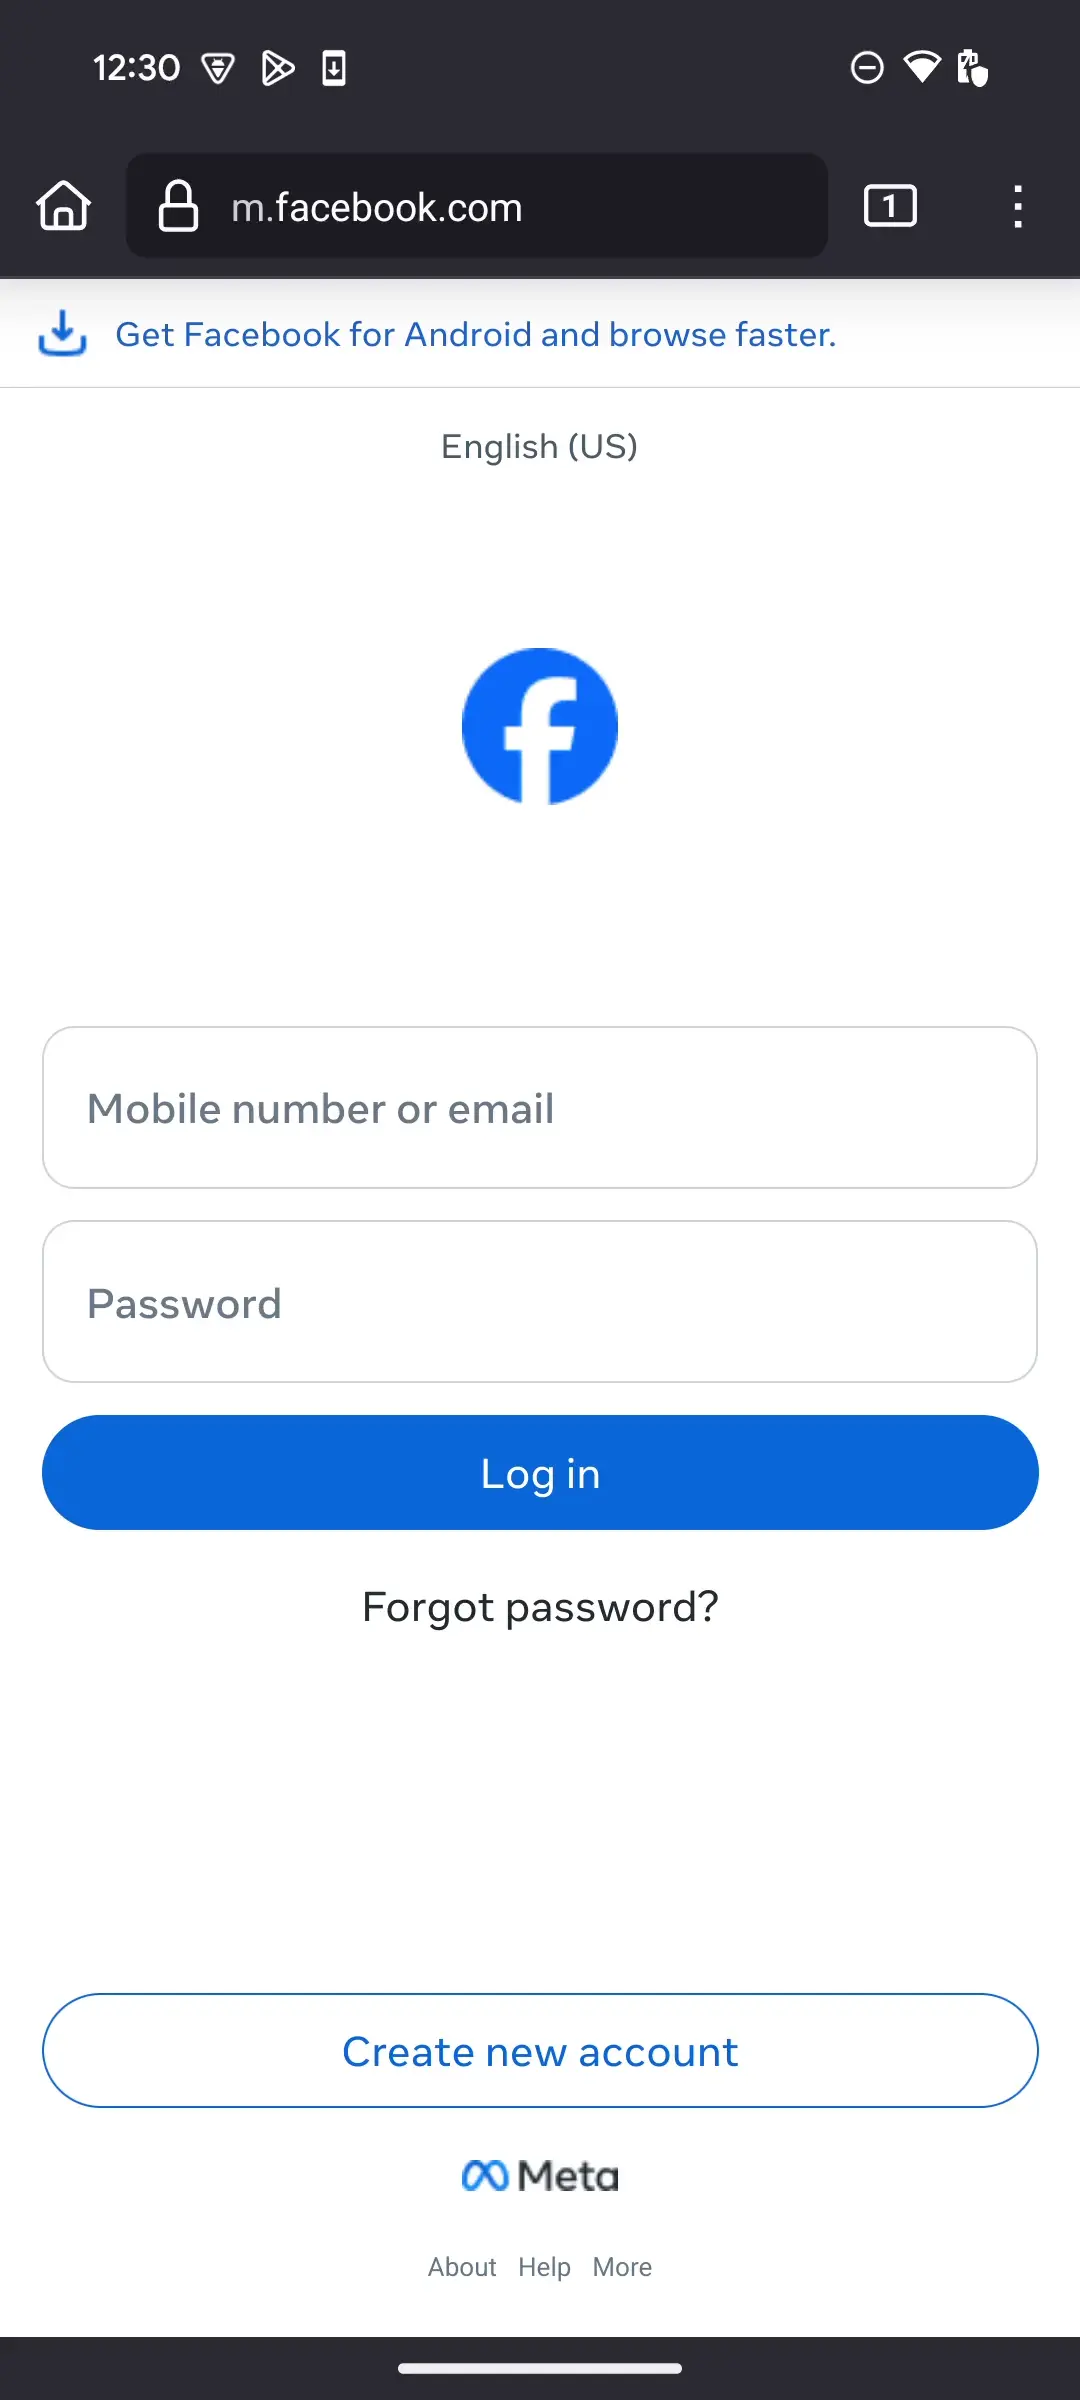 12:30
m.facebook.com
1
Get Facebook for Android and browse faster.
English (US)
Mobile number or email
Password
Log in
Forgot password?
Create new account
Meta
About Help More